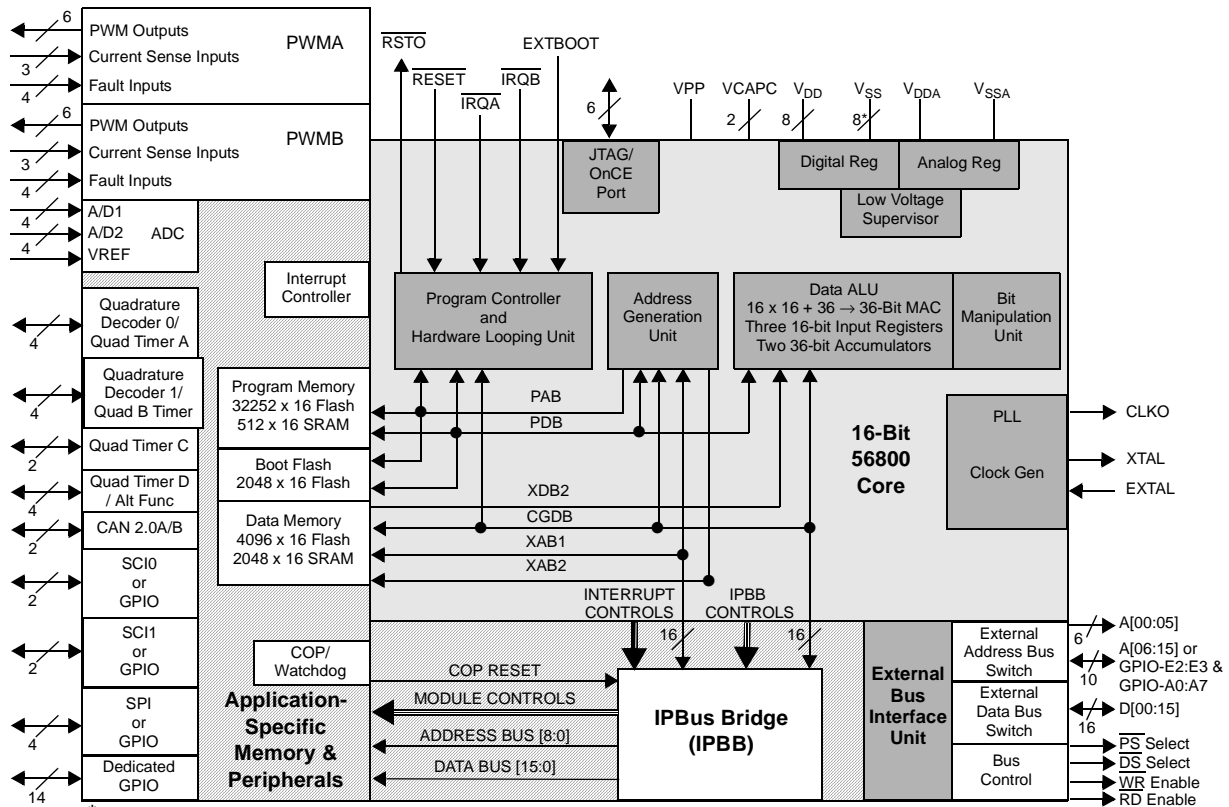 6
PWM Outputs
PWMA
Current Sense Inputs
3
Fault Inputs
4
6
PWM Outputs
PWMB
Current Sense Inputs
3
Fault Inputs
4
A/D1
4
A/D2
ADC
4
VREF
RSTO
RESET
IRQA
IRQB
EXTBOOT
6
VPP
VCAPC
2
VDD
8
VSS
8*
VDDA
VSSA
JTAG/
OnCE
Port
Digital Reg
Analog Reg
Low Voltage
Supervisor
Interrupt
Controller
Program Controller
and
Hardware Looping Unit
Address
Generation
Unit
Data ALU
16 x 16 + 36 → 36-Bit MAC
Three 16-bit Input Registers
Two 36-bit Accumulators
Bit
Manipulation
Unit
Quadrature
Decoder 0/
Quad Timer A
4
Quadrature
Decoder 1/
Quad B Timer
4
Quad Timer C
2
Quad Timer D
/ Alt Func
4
CAN 2.0A/B
2
SCI0
or
GPIO
2
SCI1
or
GPIO
2
SPI
or
GPIO
4
Dedicated
GPIO
14
*
Program Memory
32252 x 16 Flash
512 x 16 SRAM
Boot Flash
2048 x 16 Flash
Data Memory
4096 x 16 Flash
2048 x 16 SRAM
PAB
PDB
XDB2
CGDB
XAB1
XAB2
16-Bit
56800
Core
PLL
Clock Gen
CLKO
XTAL
EXTAL
INTERRUPT
CONTROLS
16
IPBB
CONTROLS
16
COP/
Watchdog
COP RESET
MODULE CONTROLS
ADDRESS BUS [8:0]
DATA BUS [15:0]
Application-
Specific
Memory &
Peripherals
IPBus Bridge
(IPBB)
External
Bus
Interface
Unit
External
Address Bus
Switch
External
Data Bus
Switch
Bus
Control
A[00:05]
6
A[06:15] or
GPIO-E2:E3 &
GPIO-A0:A7
10
D[00:15]
16
PS Select
DS Select
WR Enable
RD Enable